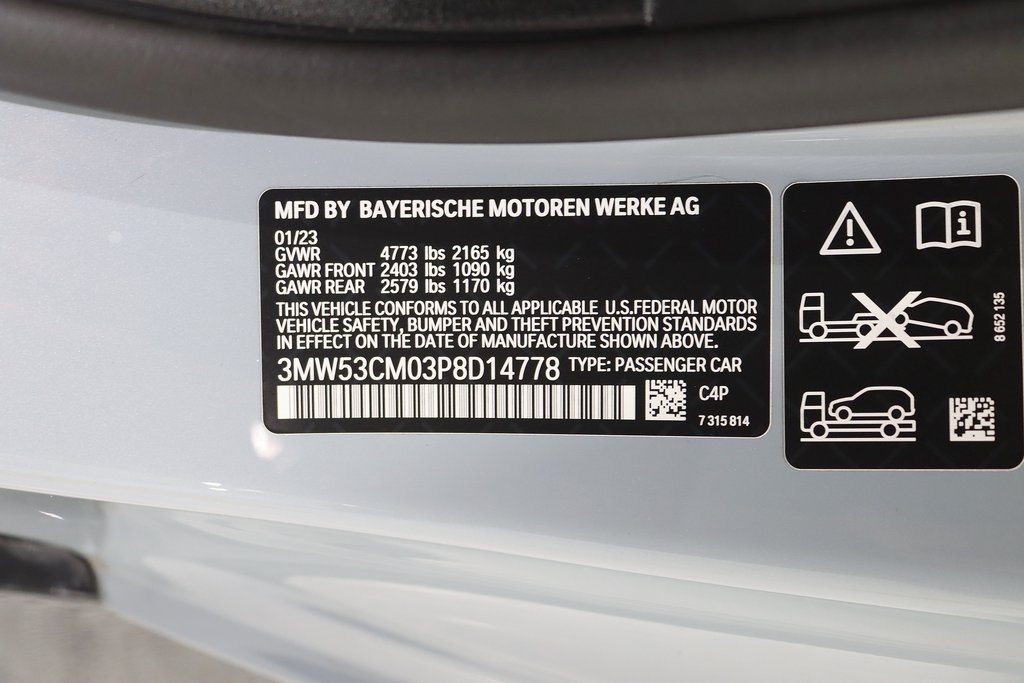 MFD BY BAYERISCHE MOTOREN WERKE AG
01/23
GVWR 4773 lbs 2165 kg
GAWR FRONT 2403 lbs 1090 kg
GAWR REAR 2579 lbs 1170 kg
THIS VEHICLE CONFORMS TO ALL APPLICABLE U.S.FEDERAL MOTOR
VEHICLE SAFETY, BUMPER AND THEFT PREVENTION STANDARDS
IN EFFECT ON THE DATE OF MANUFACTURE SHOWN ABOVE.
3MW53CM03P8D14778 TYPE: PASSENGER CAR
C4P
7 315 814
8 652 135